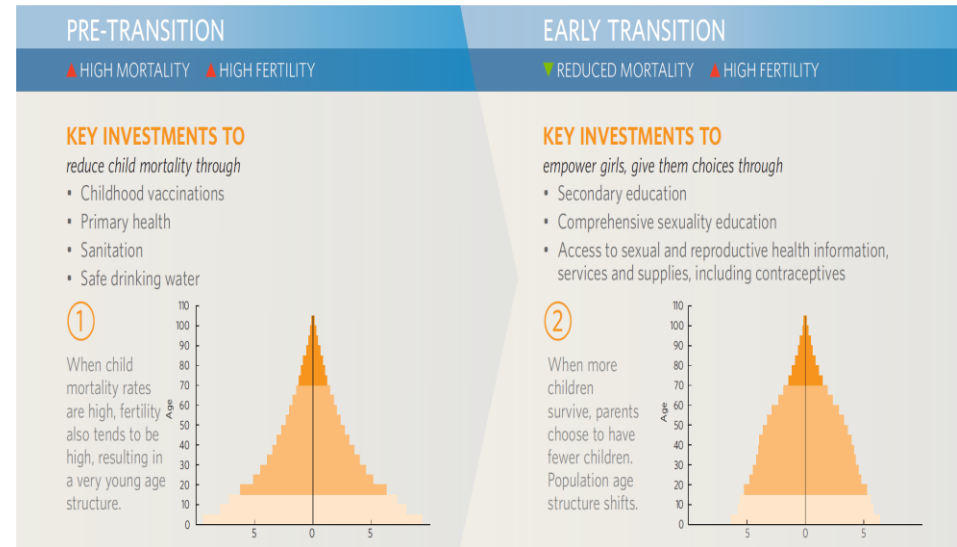 PRE-TRANSITION
▲ HIGH MORTALITY ▲ HIGH FERTILITY
KEY INVESTMENTS TO
reduce child mortality through
• Childhood vaccinations
• Primary health
• Sanitation
• Safe drinking water
1
When child
mortality rates
are high, fertility
also tends to be
high, resulting in
a very young age
structure.
110
100
90
80
70
60
50
40
30
20
10
0
Age
5 0 5
EARLY TRANSITION
▼ REDUCED MORTALITY ▲ HIGH FERTILITY
KEY INVESTMENTS TO
empower girls, give them choices through
• Secondary education
• Comprehensive sexuality education
• Access to sexual and reproductive health information,
services and supplies, including contraceptives
2
When more
children
survive, parents
choose to have
fewer children.
Population age
structure shifts.
110
100
90
80
70
60
50
40
30
20
10
0
Age
5 0 5